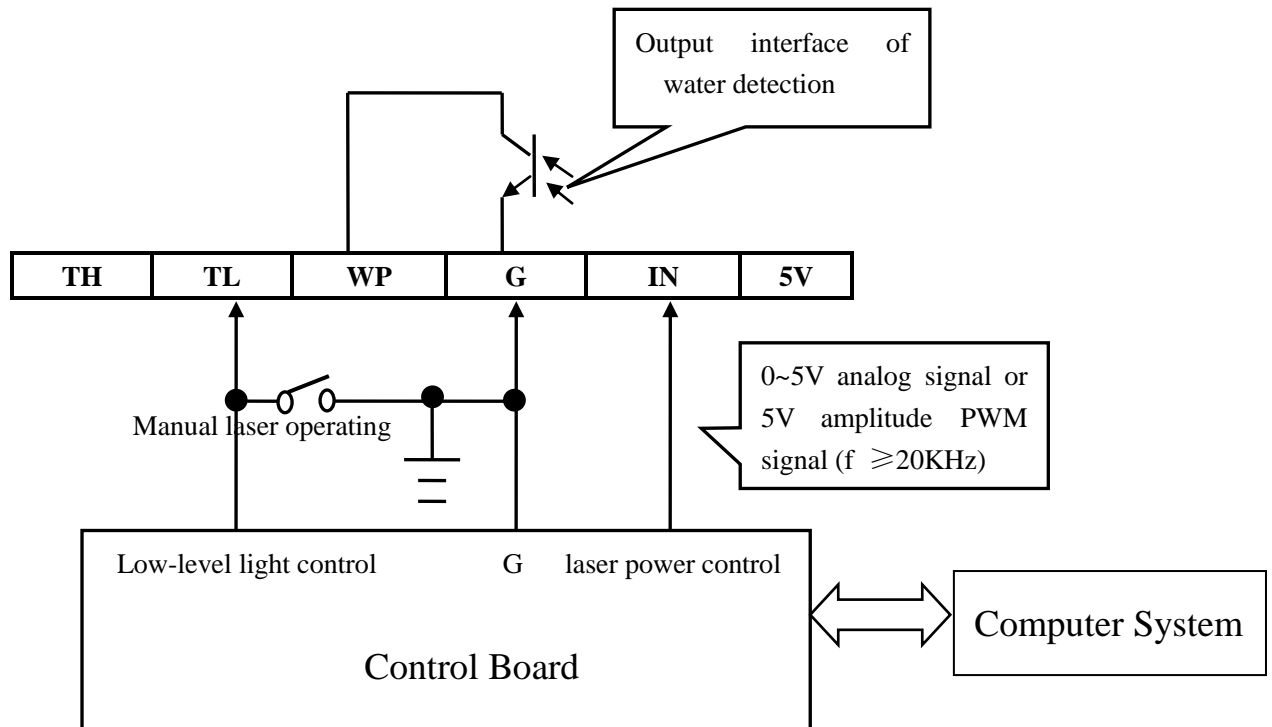 Output interface of
water detection
TH TL WP G IN 5V
0~5V analog signal or
5V amplitude PWM
signal (f ≥20KHz)
Manual laser operating
Low-level light control G laser power control
Computer System
Control Board